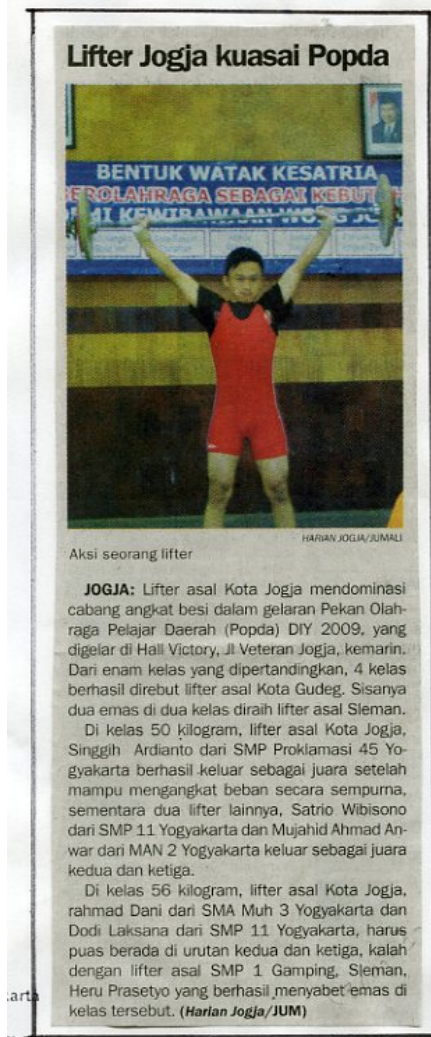 Lifter Jogja kuasai Popda
BENTUK WATAK KESATRIA
BEROLAHRAGA SEBAGAI KEBUT
MI KEWIBAWAAN WONG JO
HARIAN JOGJA/JUMALI
Aksi seorang lifter
JOGJA: Lifter asal Kota Jogja mendominasi
cabang angkat besi dalam gelaran Pekan Olah-
raga Pelajar Daerah (Popda) DIY 2009, yang
digelar di Hall Victory, Jl Veteran Jogja, kemarin.
Dari enam kelas yang dipertandingkan, 4 kelas
berhasil direbut lifter asal Kota Gudeg. Sisanya
dua emas di dua kelas diraih lifter asal Sleman.
Di kelas 50 kilogram, lifter asal Kota Jogja,
Singgih Ardianto dari SMP Proklamasi 45 Yo-
gyakarta berhasil keluar sebagai juara setelah
mampu mengangkat beban secara sempurna,
sementara dua lifter lainnya, Satrio Wibisono
dari SMP 11 Yogyakarta dan Mujahid Ahmad An-
war dari MAN 2 Yogyakarta keluar sebagai juara
kedua dan ketiga.
Di kelas 56 kilogram, lifter asal Kota Jogja,
rahmad Dani dari SMA Muh 3 Yogyakarta dan
Dodi Laksana dari SMP 11 Yogyakarta, harus
puas berada di urutan kedua dan ketiga, kalah
dengan lifter asal SMP 1 Gamping, Sleman,
Heru Prasetyo yang berhasil menyabet emas di
kelas tersebut. (Harian Jogja/JUM)
arta